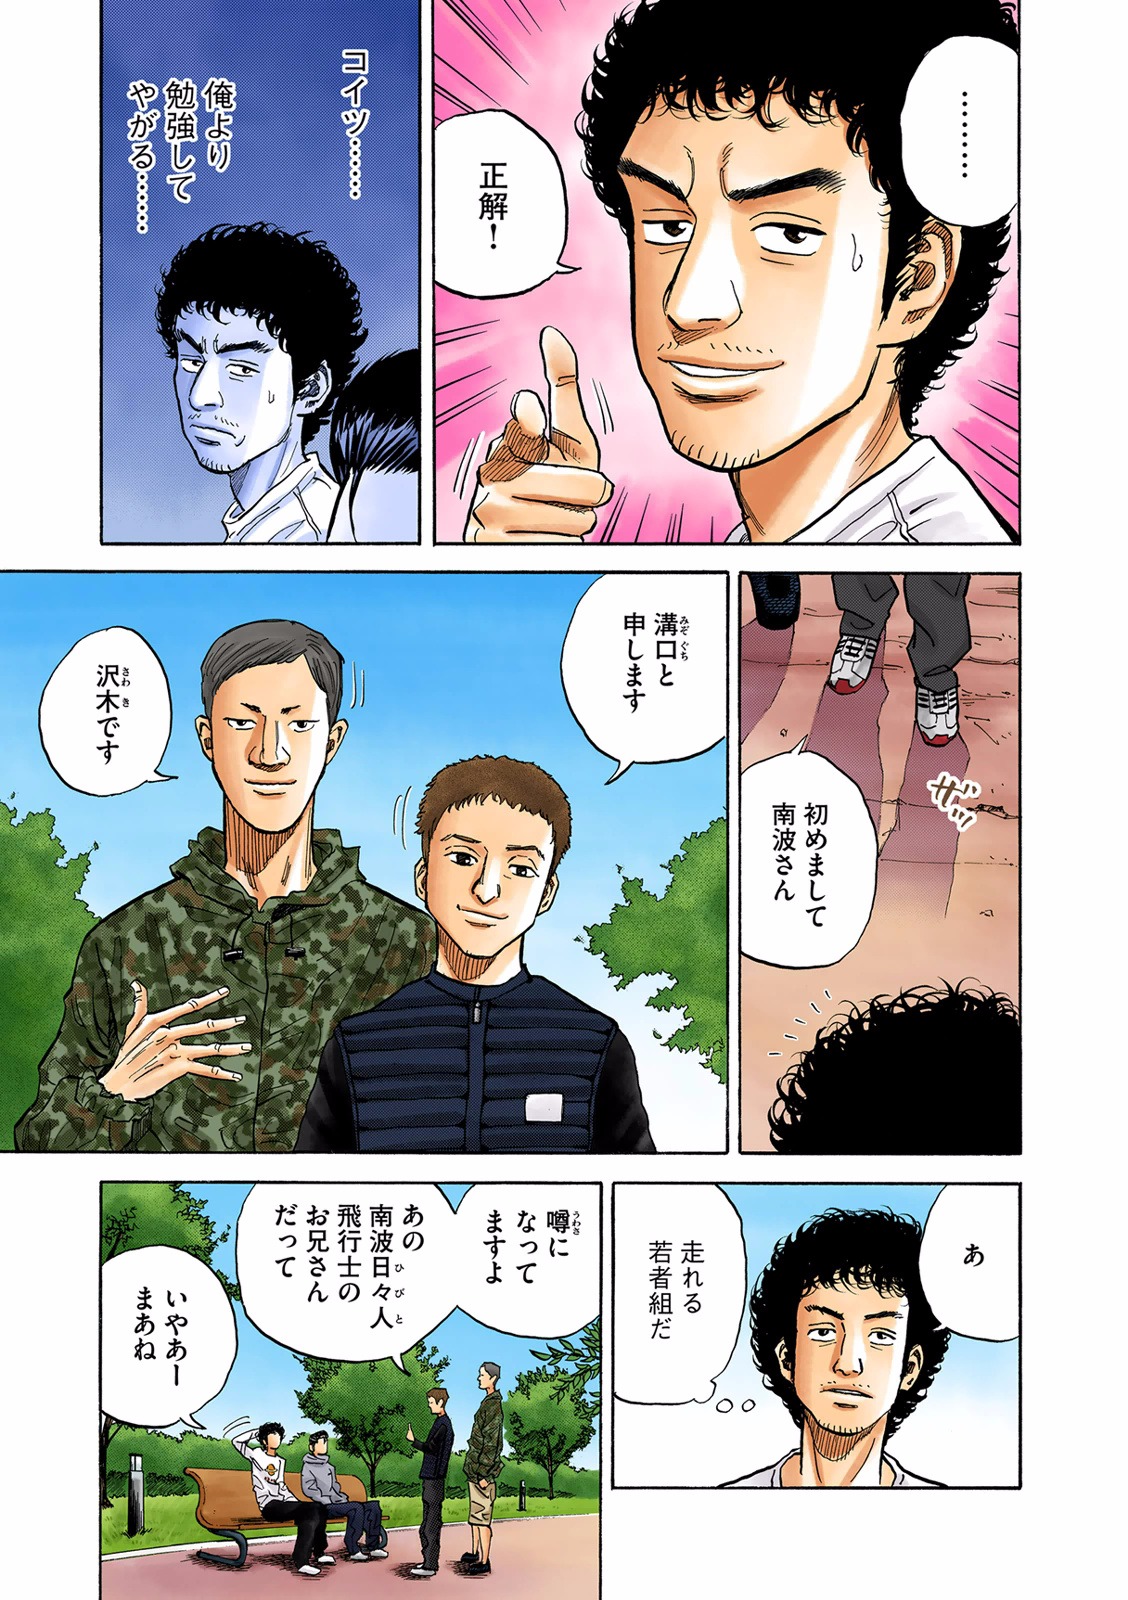 ………
正解！
コイツ……
俺より
勉強して
やがる……
ザッ
初めまして
南波さん
溝口と
申します
沢木です
あ
走れる
若者組だ
噂に
なって
ますよ
あの
南波日々人
飛行士の
お兄さん
だって
いやあー
まあね